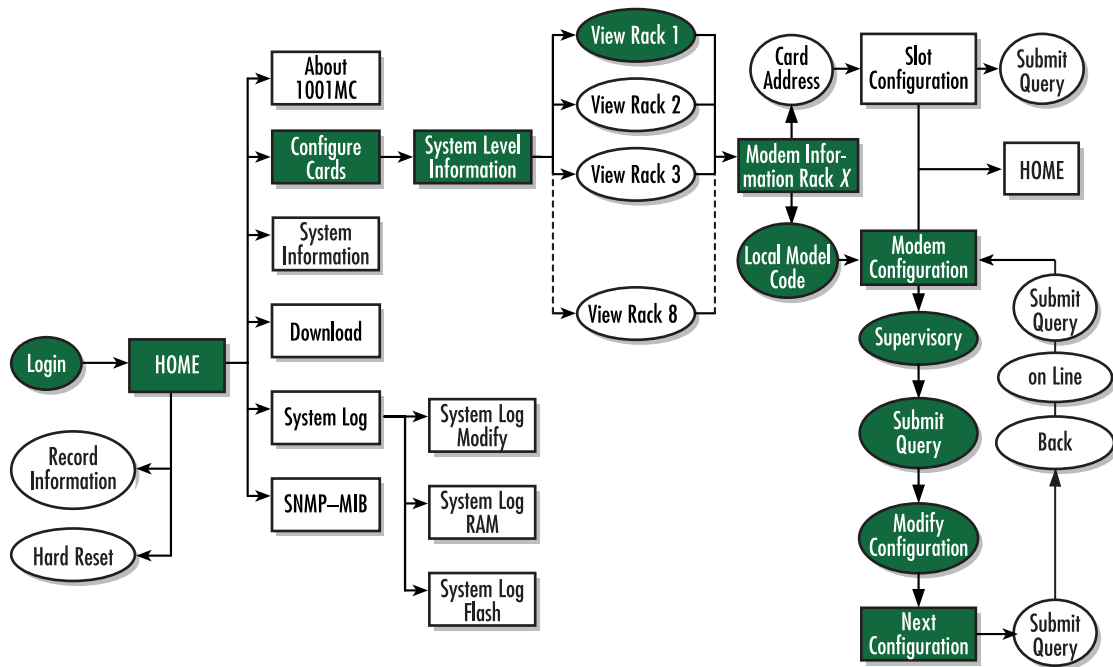 Login
HOME
Record
Information
Hard Reset
About
1001MC
Configure
Cards
System
Information
Download
System Log
SNMP–MIB
System Level
Information
System Log
Modify
System Log
RAM
System Log
Flash
View Rack 1
View Rack 2
View Rack 3
View Rack 8
Modem Infor-
mation Rack X
Card
Address
Local Model
Code
Slot
Configuration
Submit
Query
HOME
Modem
Configuration
Supervisory
Submit
Query
Modify
Configuration
Next
Configuration
Submit
Query
Back
on Line
Submit
Query